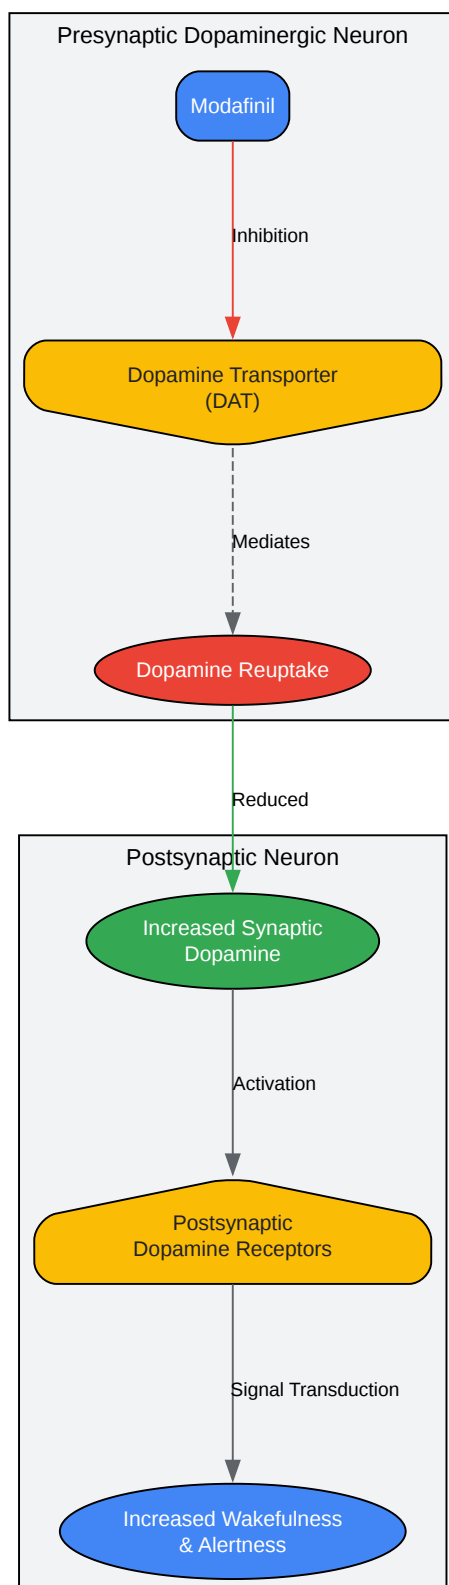 Presynaptic Dopaminergic Neuron
Modafinil
Inhibition
Dopamine Transporter
(DAT)
Mediates
Dopamine Reuptake
Reduced
Postsynaptic Neuron
Increased Synaptic
Dopamine
Activation
Postsynaptic
Dopamine Receptors
Signal Transduction
Increased Wakefulness
& Alertness